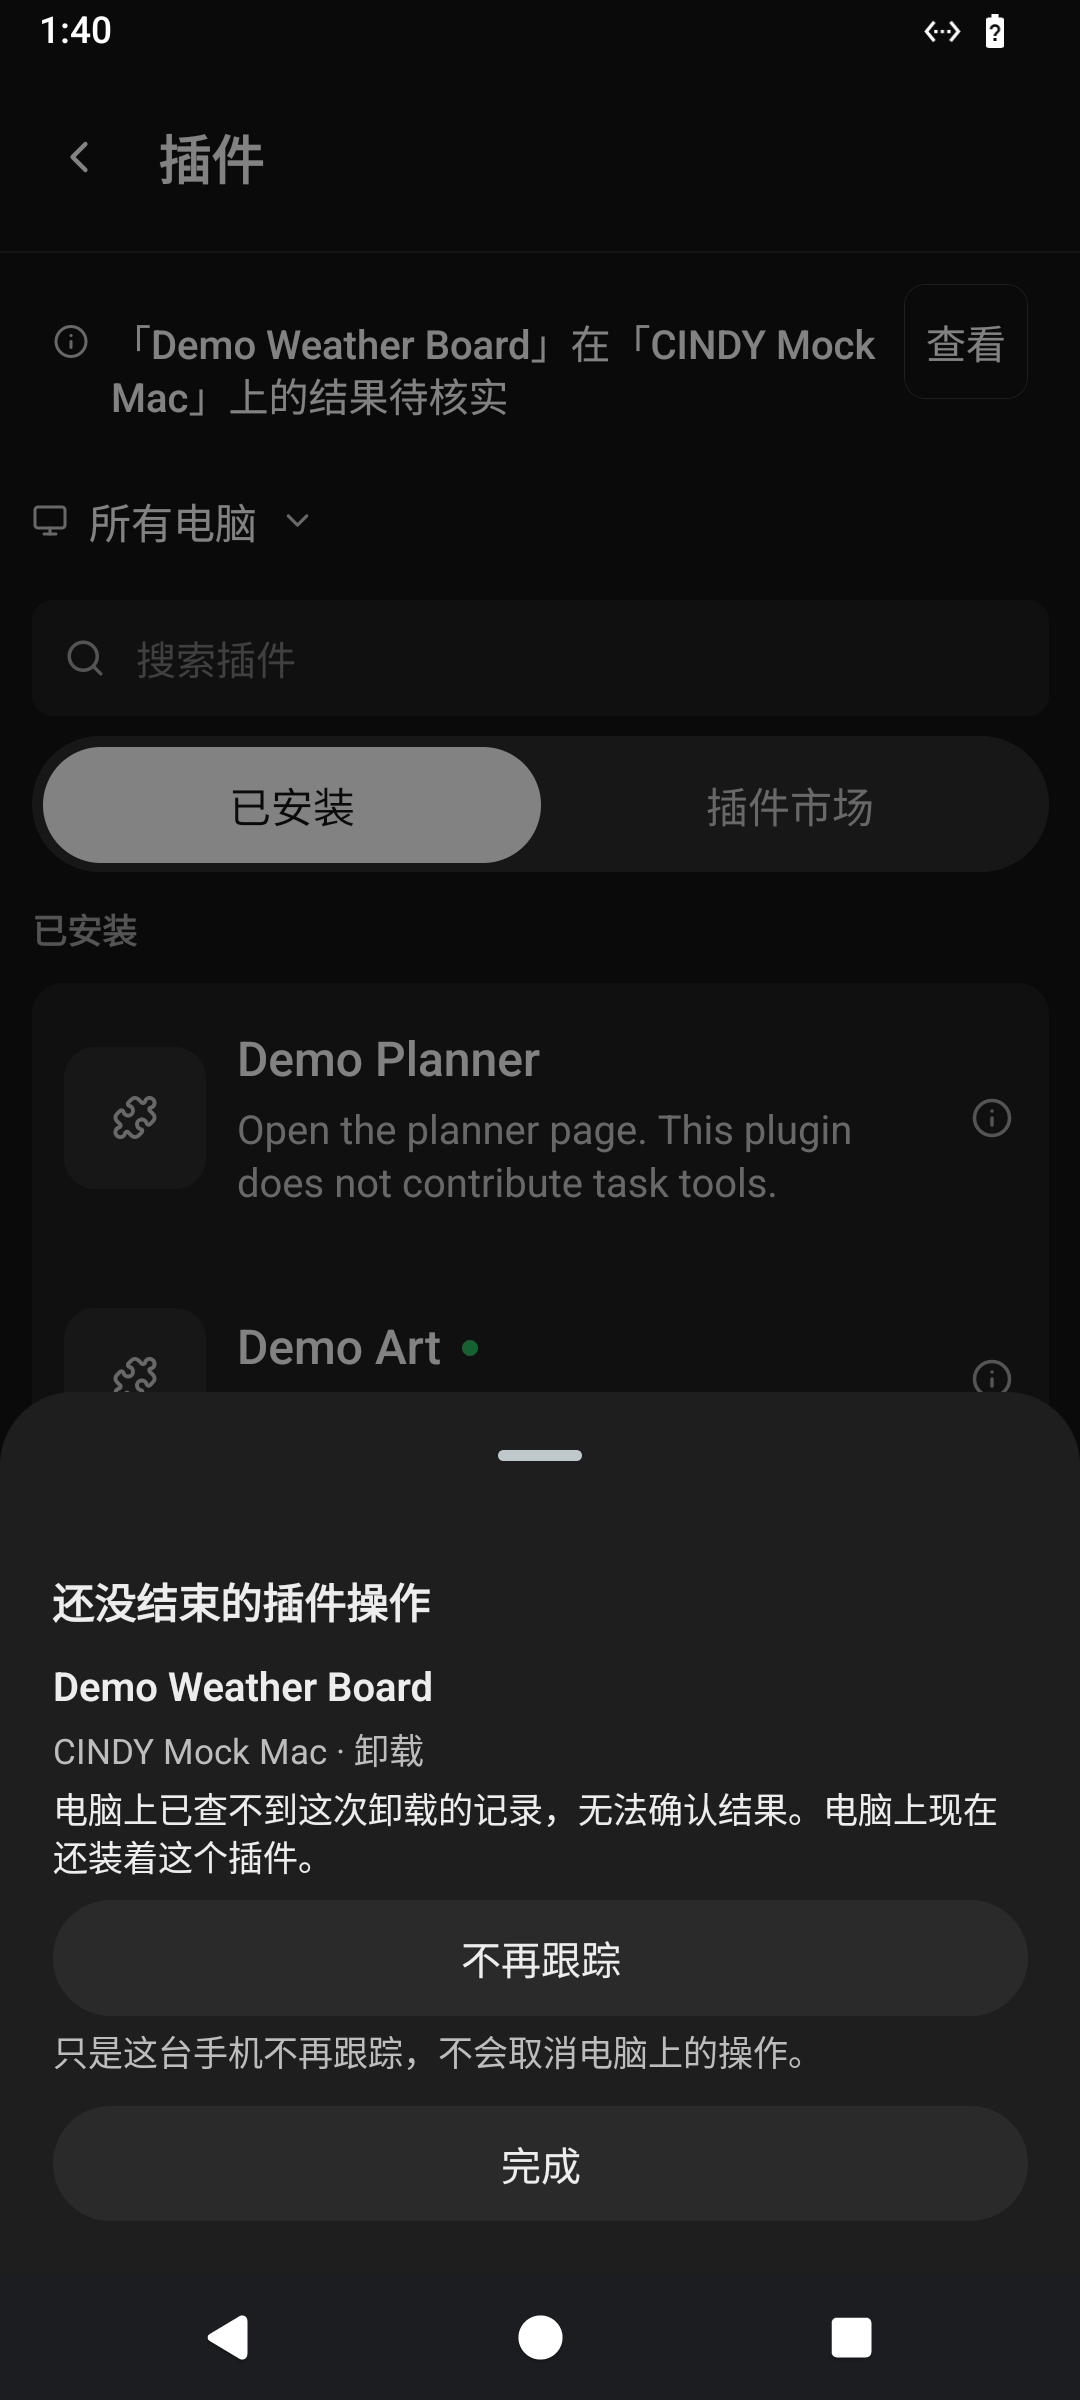 1:40
插件
「Demo Weather Board」在「CINDY Mock
Mac」上的结果待核实
查看
所有电脑
搜索插件
已安装
插件市场
已安装
Demo Planner
Open the planner page. This plugin
does not contribute task tools.
Demo Art
还没结束的插件操作
Demo Weather Board
CINDY Mock Mac · 卸载
电脑上已查不到这次卸载的记录，无法确认结果。电脑上现在
还装着这个插件。
不再跟踪
只是这台手机不再跟踪，不会取消电脑上的操作。
完成